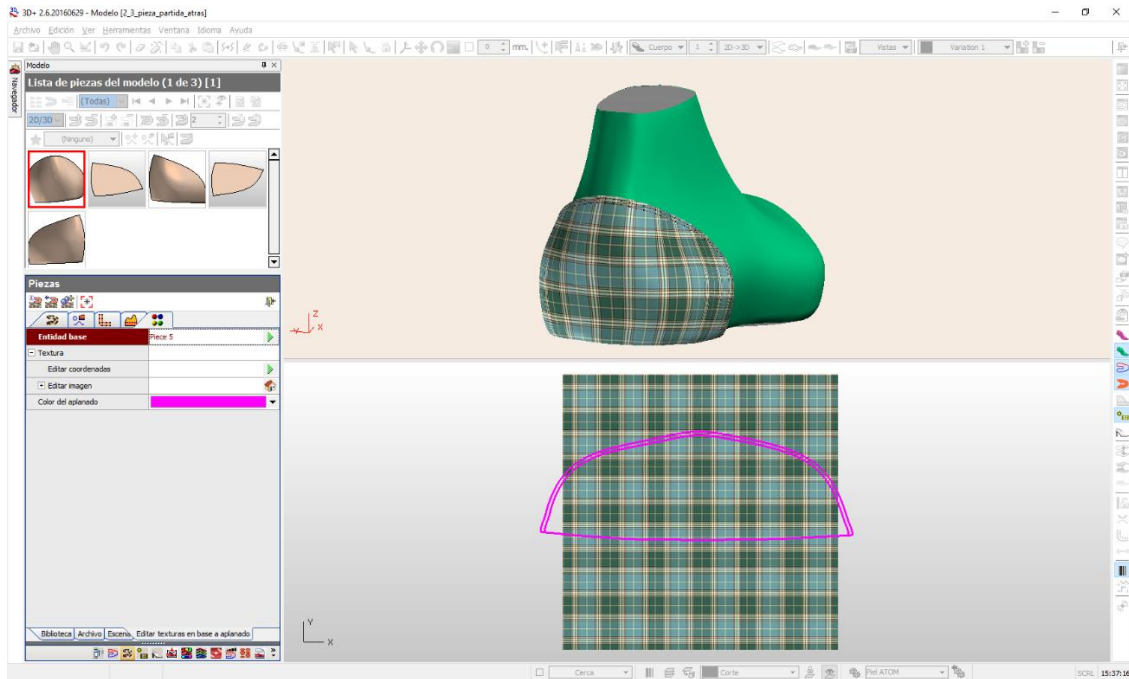 3D+ 2.6.20160629 - Modelo [2_3_pieza_partida_atras]
Archivo Edición Ver Herramientas Ventana Idioma Ayuda
0 mm. Cuerpo 1 2D->3D Vistas Variation 1
Navegador
Modelo
Lista de piezas del modelo (1 de 3) [1]
(Todas)
2D/3D 2
(Ninguno)
Piezas
Entidad base Piece 5
Textura
Editar coordenadas
Editar imagen
Color del aplanado
Z
Y X
Y
X
Biblioteca Archivo Escena Editar texturas en base a aplanado
Cerca Corte Piel ATOM SCRL 15:37:16